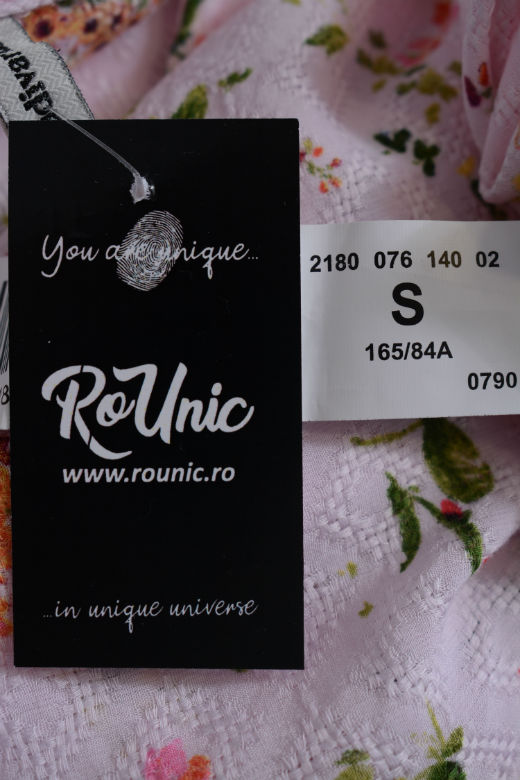 You are unique...
RoUnic
www.rounic.ro
...in unique universe
2180 076 140 02
S
165/84A
0790